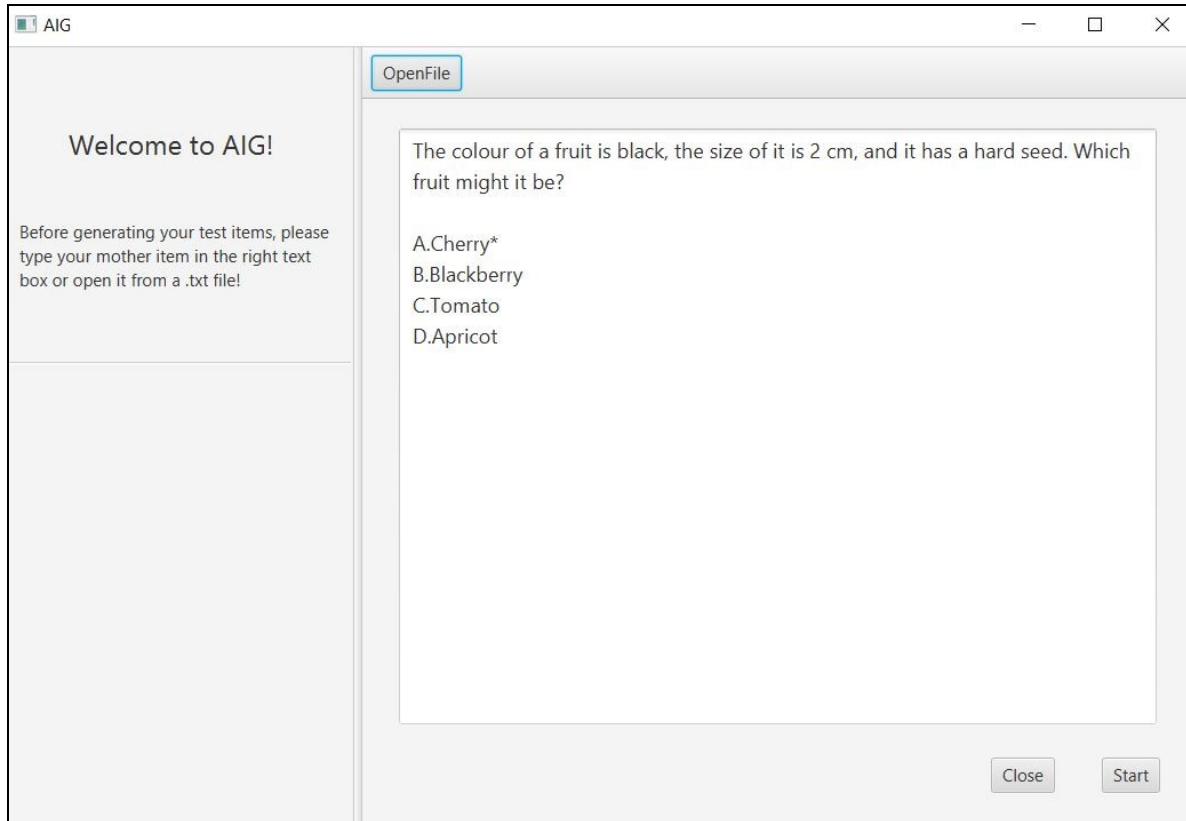 AIG
OpenFile
Welcome to AIG!
Before generating your test items, please
type your mother item in the right text
box or open it from a .txt file!
The colour of a fruit is black, the size of it is 2 cm, and it has a hard seed. Which
fruit might it be?
A.Cherry*
B.Blackberry
C.Tomato
D.Apricot
Close
Start